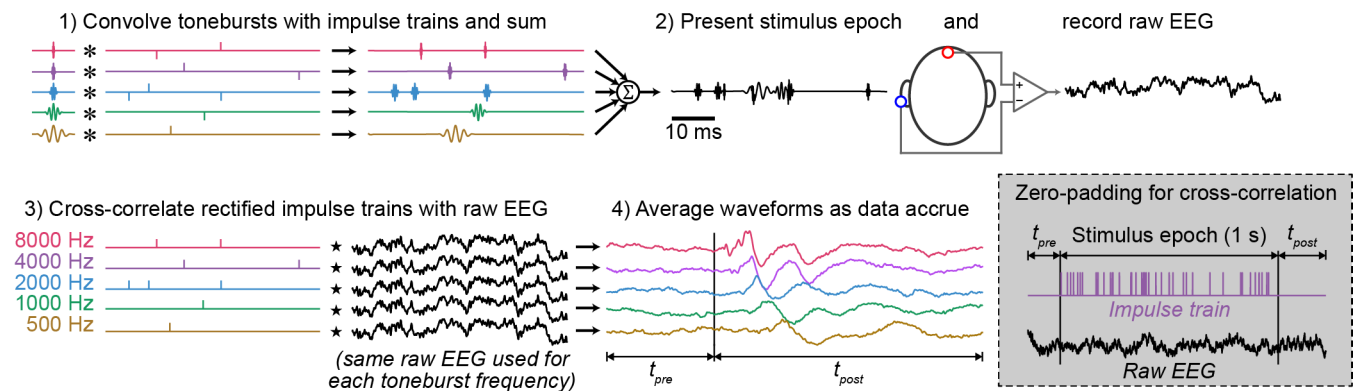 1) Convolve tonebursts with impulse trains and sum
2) Present stimulus epoch and record raw EEG
* * * * *
Σ
10 ms
+
−
3) Cross-correlate rectified impulse trains with raw EEG
8000 Hz
4000 Hz
2000 Hz
1000 Hz
500 Hz
★ ★ ★ ★ ★
(same raw EEG used for
each toneburst frequency)
4) Average waveforms as data accrue
t_pre t_post
Zero-padding for cross-correlation
t_pre Stimulus epoch (1 s) t_post
Impulse train
Raw EEG